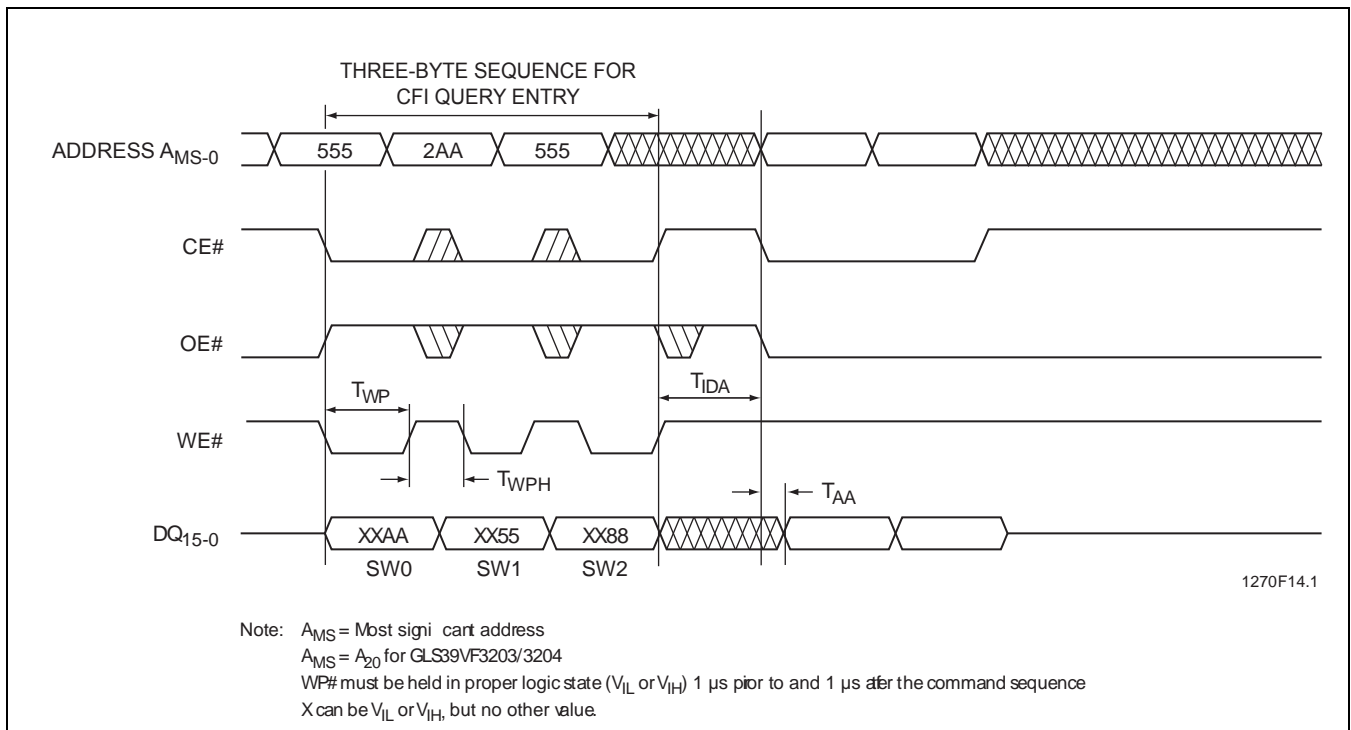 THREE-BYTE SEQUENCE FOR
CFI QUERY ENTRY
ADDRESS AMS-0
555 2AA 555
CE#
OE#
TWP
TIDA
WE#
TWPH
TAA
DQ15-0
XXAA XX55 XX88
SW0 SW1 SW2
1270F14.1
Note: AMS = Most signi cant address
AMS = A20 for GLS39VF3203/3204
WP# must be held in proper logic state (VIL or VIH) 1 µs prior to and 1 µs after the command sequence
X can be VIL or VIH, but no other value.